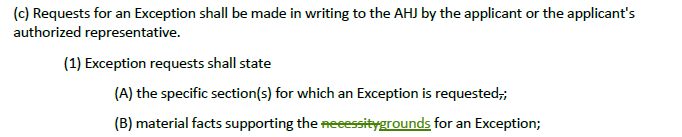 (c) Requests for an Exception shall be made in writing to the AHJ by the applicant or the applicant's
authorized representative.
(1) Exception requests shall state
(A) the specific section(s) for which an Exception is requested,;
(B) material facts supporting the necessitygrounds for an Exception;